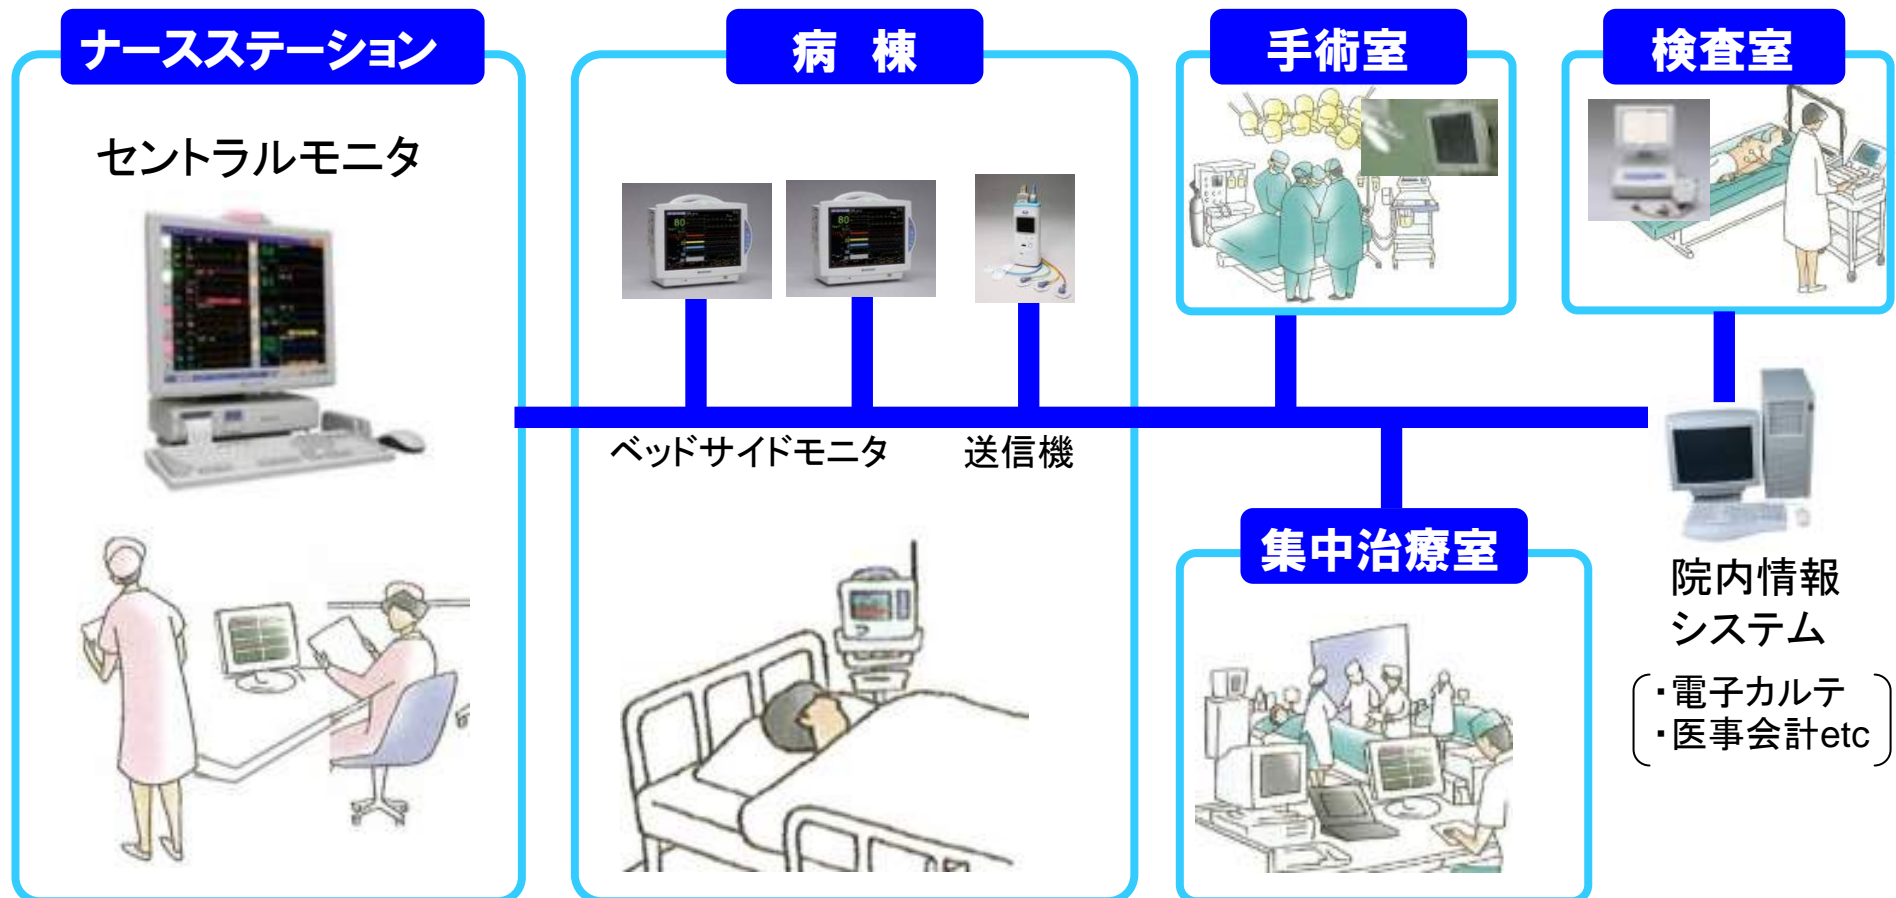 ナースステーション
病 棟
手術室
検査室
セントラルモニタ
80
80
ベッドサイドモニタ
送信機
集中治療室
院内情報
システム
・電子カルテ
・医事会計etc